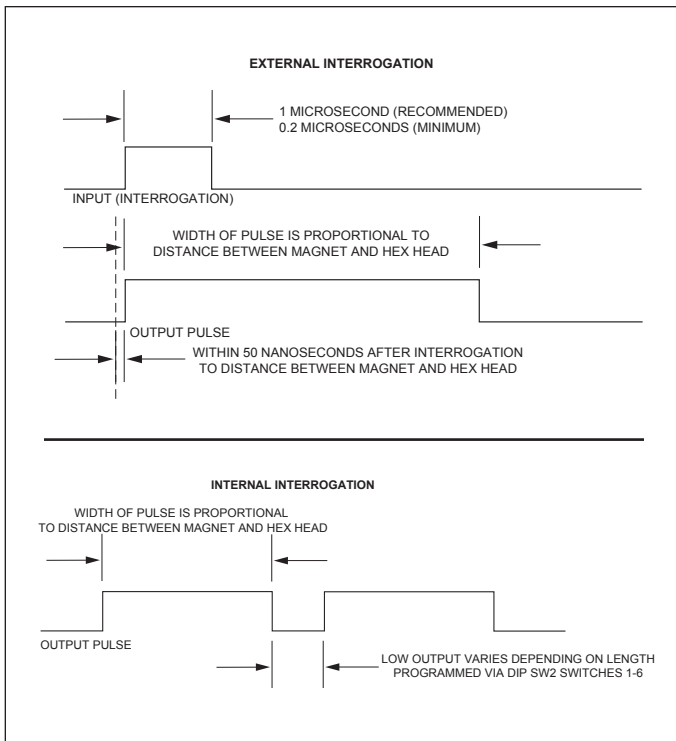 EXTERNAL INTERROGATION
1 MICROSECOND (RECOMMENDED)
0.2 MICROSECONDS (MINIMUM)
INPUT (INTERROGATION)
WIDTH OF PULSE IS PROPORTIONAL TO
DISTANCE BETWEEN MAGNET AND HEX HEAD
OUTPUT PULSE
WITHIN 50 NANOSECONDS AFTER INTERROGATION
TO DISTANCE BETWEEN MAGNET AND HEX HEAD
INTERNAL INTERROGATION
WIDTH OF PULSE IS PROPORTIONAL
TO DISTANCE BETWEEN MAGNET AND HEX HEAD
OUTPUT PULSE
LOW OUTPUT VARIES DEPENDING ON LENGTH
PROGRAMMED VIA DIP SW2 SWITCHES 1-6